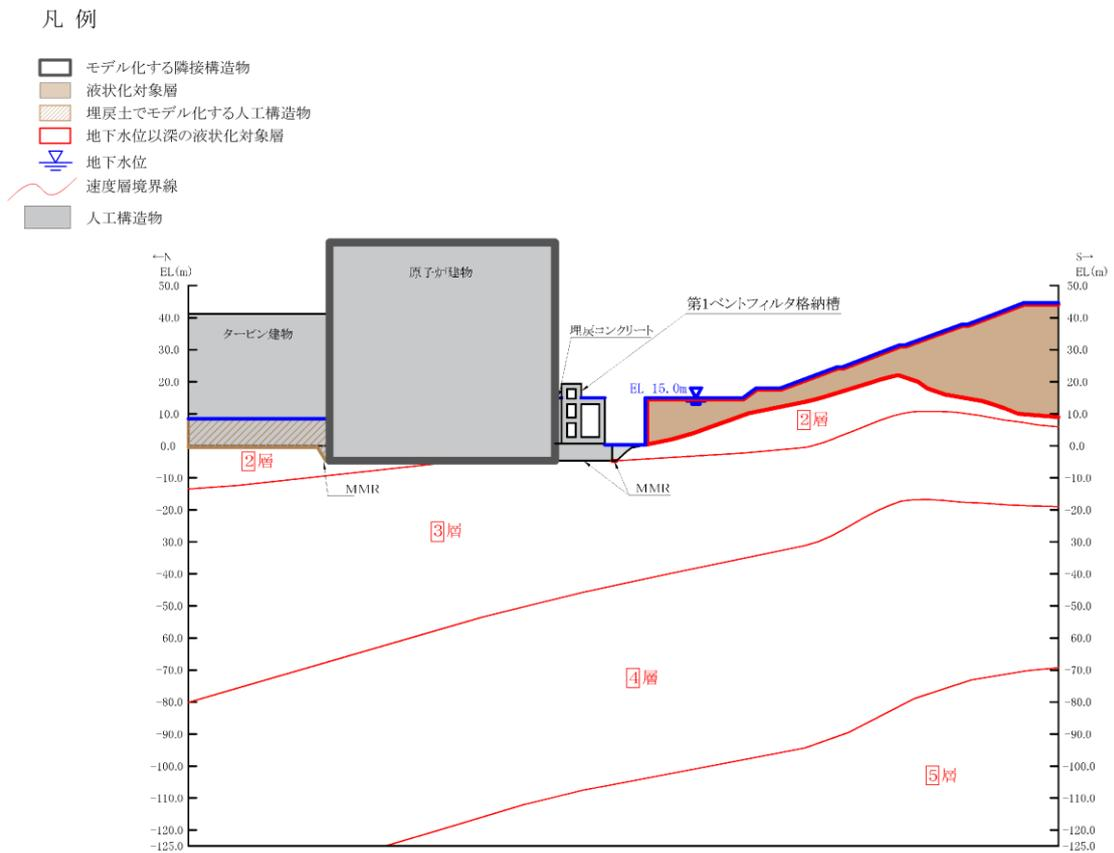 凡 例
モデル化する隣接構造物
液状化対象層
埋戻土でモデル化する人工構造物
地下水位以深の液状化対象層
地下水位
速度層境界線
人工構造物
←N
EL(m)
S→
EL(m)
50.0
40.0
30.0
20.0
10.0
0.0
-10.0
-20.0
30.0
-40.0
-50.0
60.0
-70.0
-80.0
-90.0
-100.0
-110.0
-120.0
-125.0
原子炉建物
タービン建物
第1ベントフィルタ格納槽
埋戻コンクリート
EL 15.0m
2層
2層
MMR
MMR
3層
4層
5層
50.0
40.0
30.0
20.0
10.0
0.0
-10.0
-20.0
30.0
-40.0
-50.0
60.0
-70.0
-80.0
-90.0
-100.0
-110.0
-120.0
-125.0